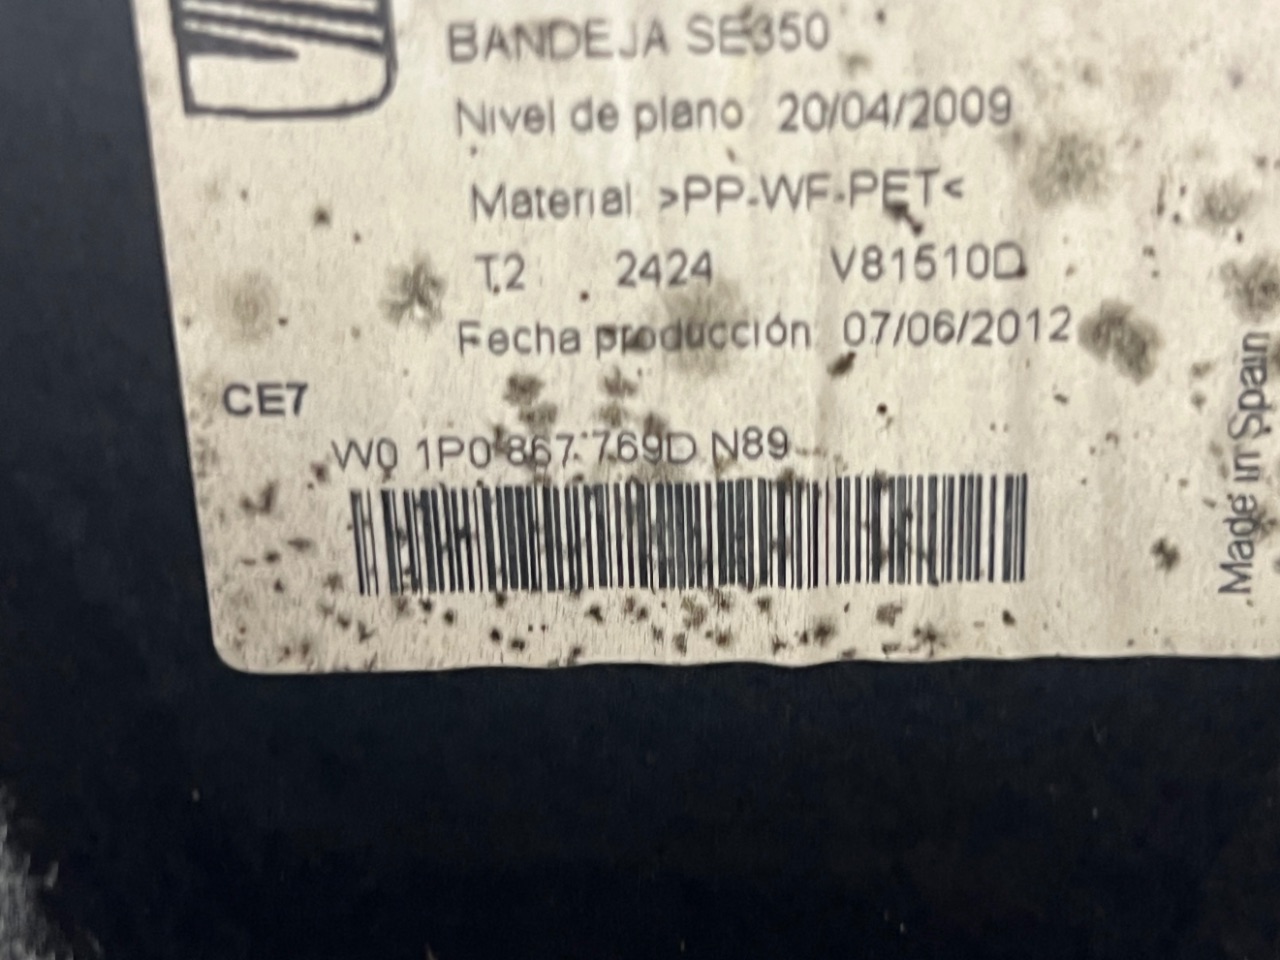 BANDEJA SE350
Nivel de plano 20/04/2009
Material >PP-WF-PET<
T.2 2424 V81510D
Fecha producción 07/06/2012
CE7
W0 1P0 867 769D N89
Made in Spain